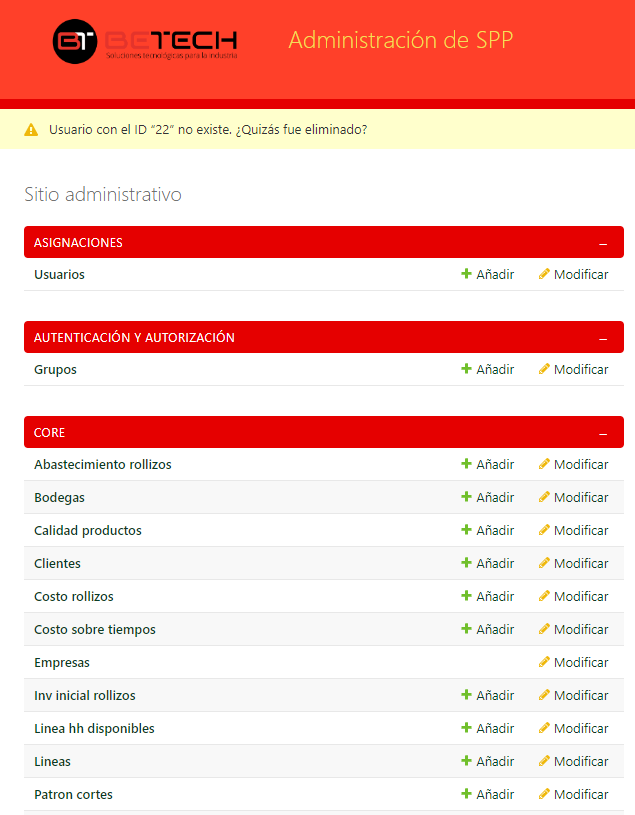 BT BETECH
Soluciones tecnológicas para la industria
Administración de SPP
Usuario con el ID “22” no existe. ¿Quizás fue eliminado?
Sitio administrativo
ASIGNACIONES –
Usuarios Añadir Modificar
AUTENTICACIÓN Y AUTORIZACIÓN –
Grupos Añadir Modificar
CORE –
Abastecimiento rollizos Añadir Modificar
Bodegas Añadir Modificar
Calidad productos Añadir Modificar
Clientes Añadir Modificar
Costo rollizos Añadir Modificar
Costo sobre tiempos Añadir Modificar
Empresas Modificar
Inv inicial rollizos Añadir Modificar
Linea hh disponibles Añadir Modificar
Lineas Añadir Modificar
Patron cortes Añadir Modificar